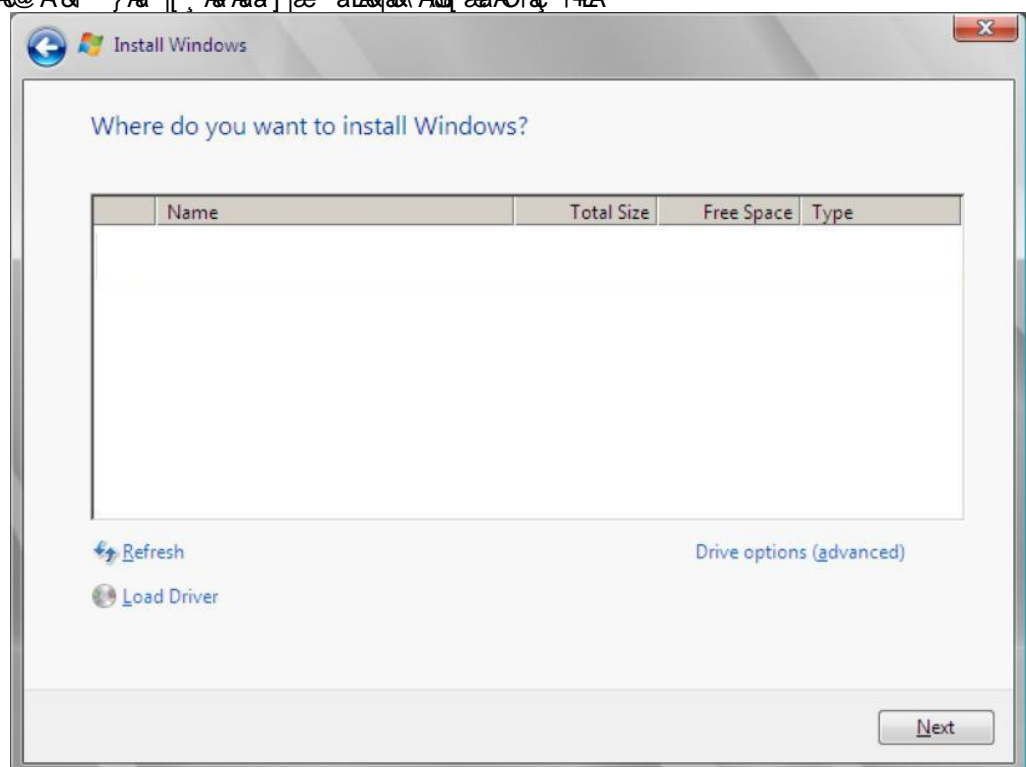 Install Windows
Where do you want to install Windows?
Name Total Size Free Space Type
Refresh Drive options (advanced)
Load Driver
Next